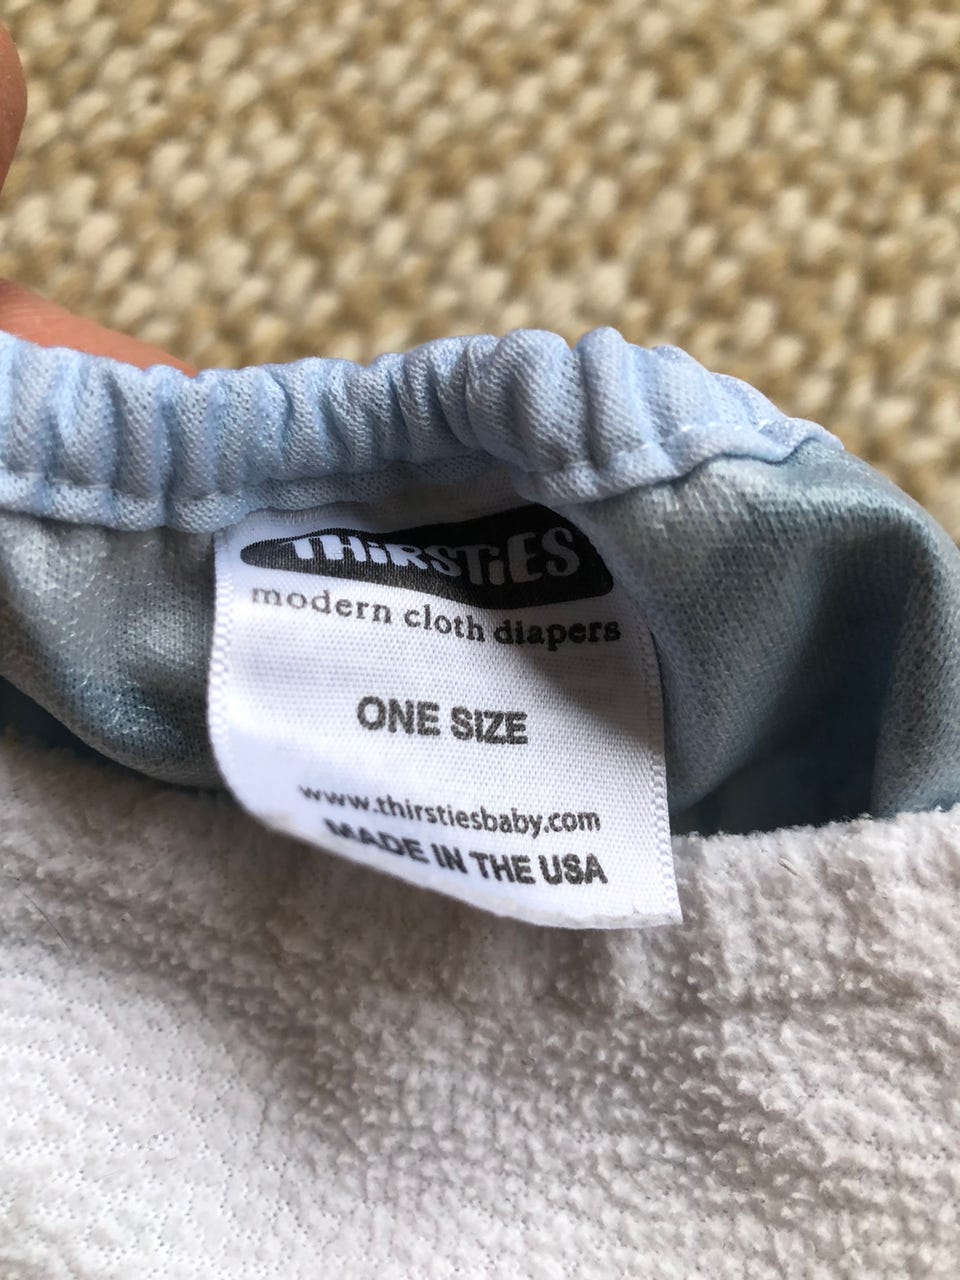 THiRSTiES
modern cloth diapers
ONE SIZE
www.thirstiesbaby.com
MADE IN THE USA